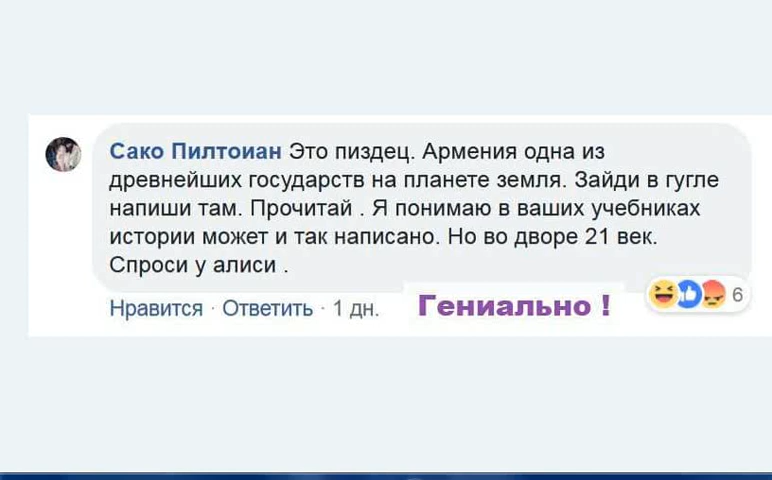 Сако Пилтоиан Это пиздец. Армения одна из
древнейших государств на планете земля. Зайди в гугле
напиши там. Прочитай . Я понимаю в ваших учебниках
истории может и так написано. Но во дворе 21 век.
Спроси у алиси .
Нравится · Ответить · 1 дн.
Гениально !
6